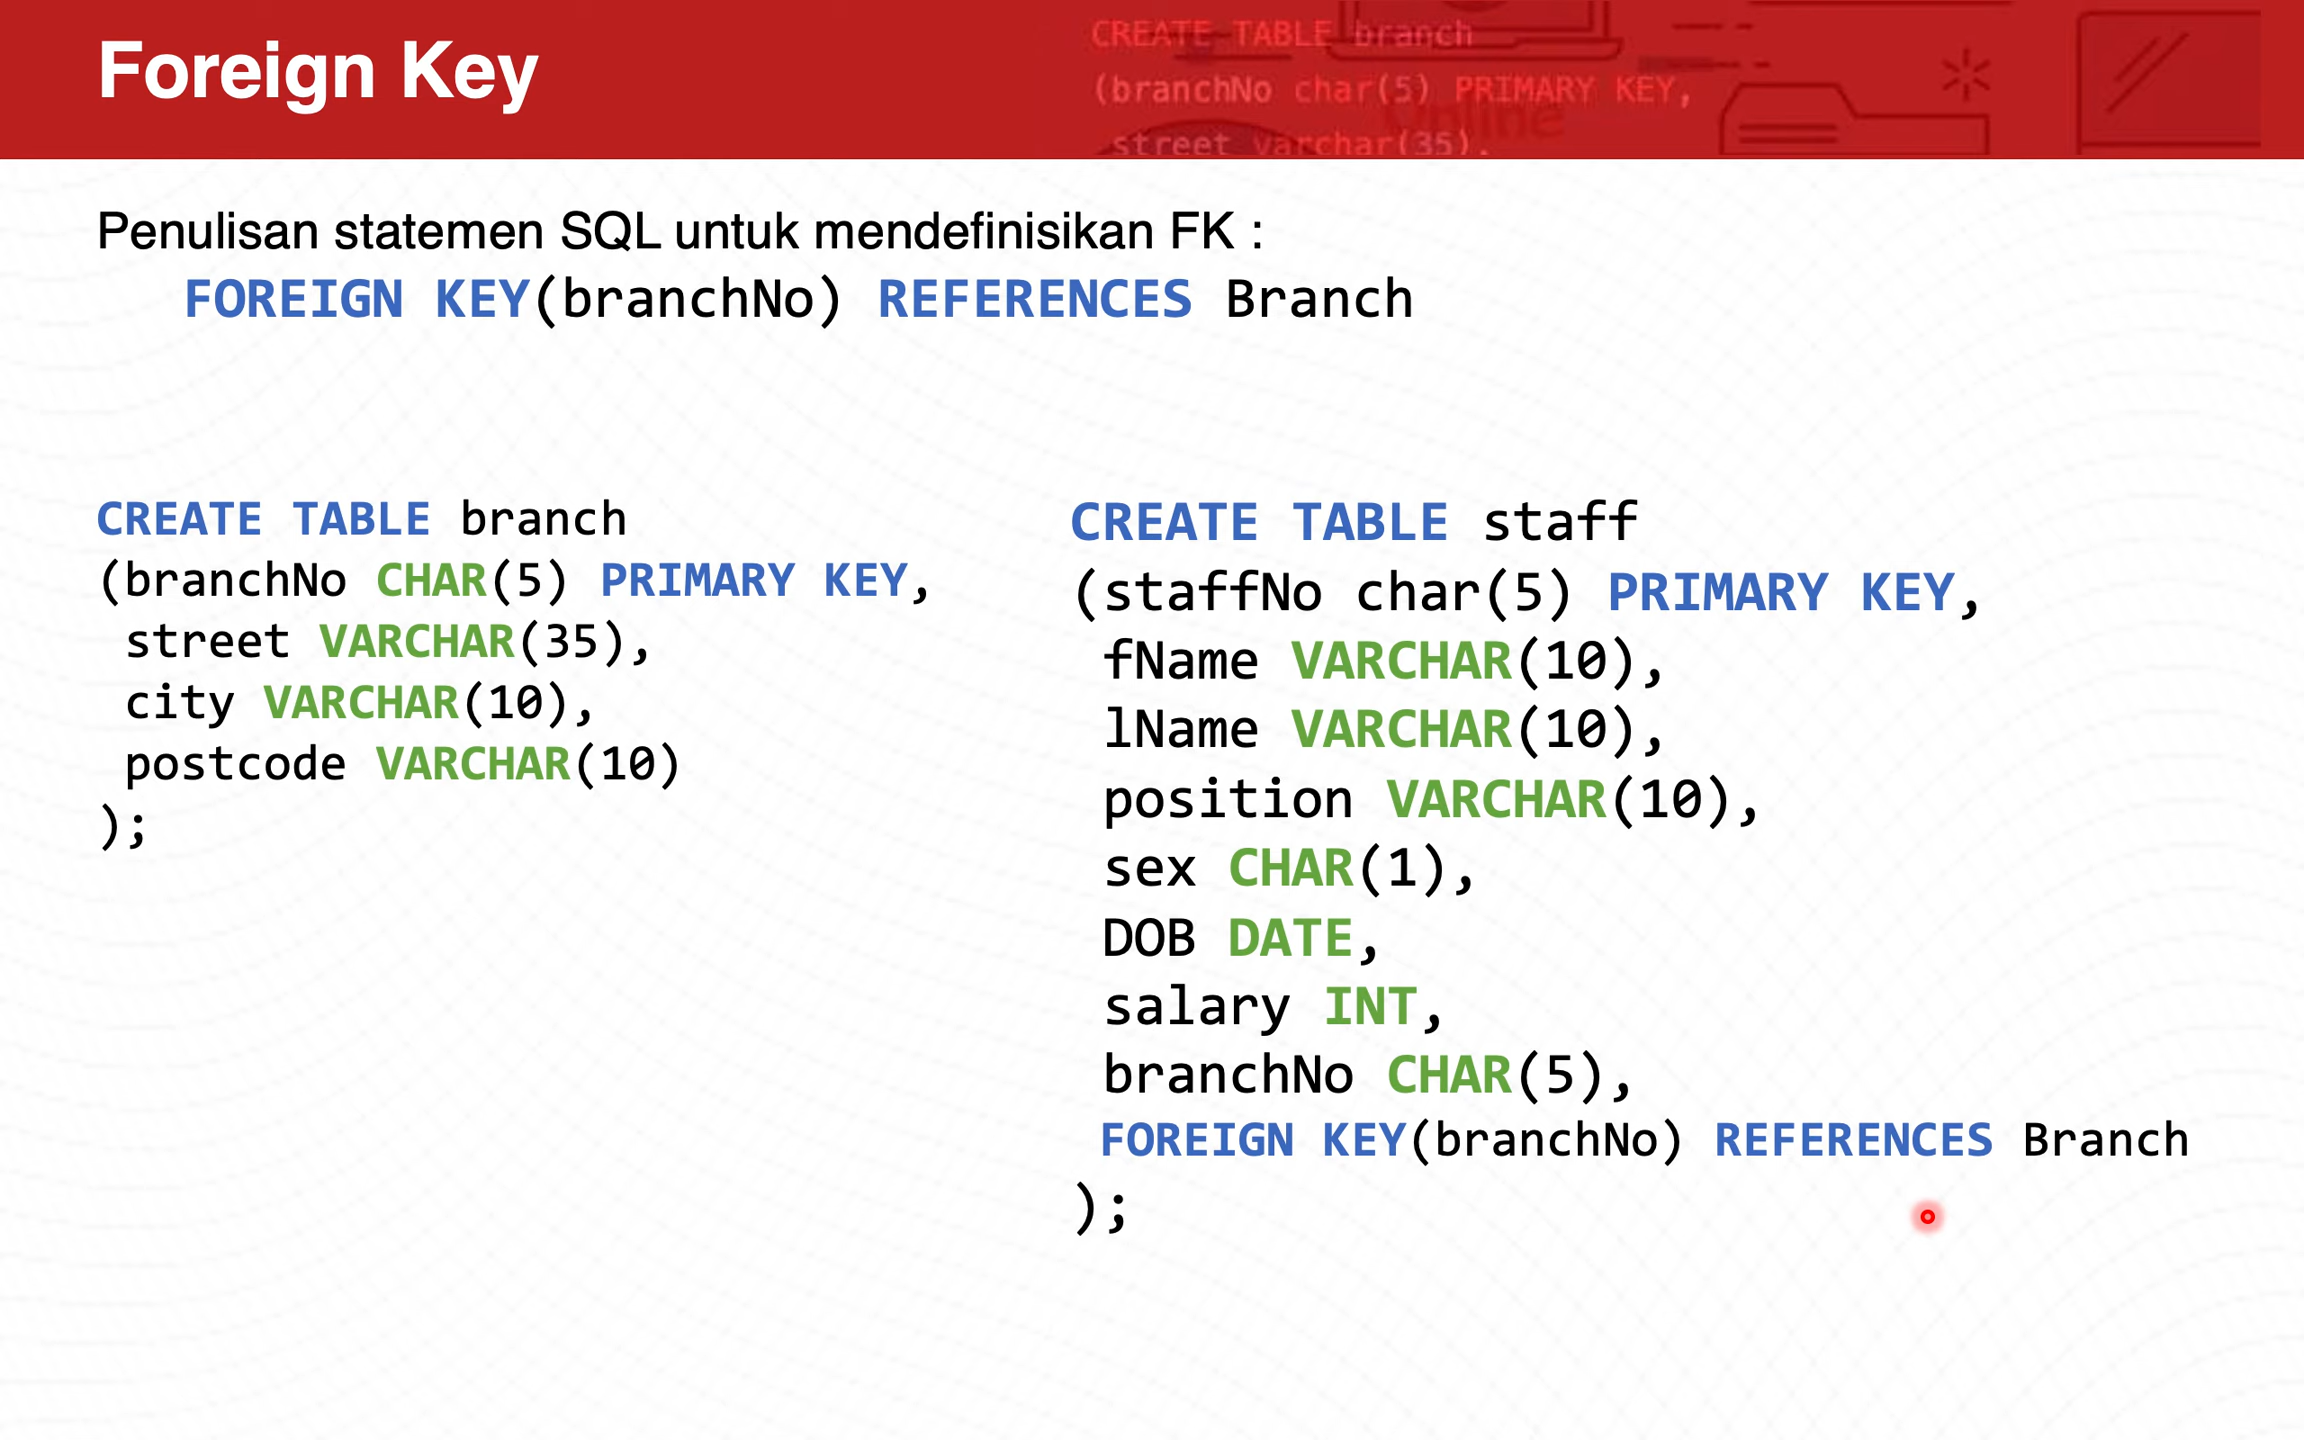 Foreign Key
CREATE TABLE branch
(branchNo char(5) PRIMARY KEY,
street varchar(35),
Online
Penulisan statemen SQL untuk mendefinisikan FK :
FOREIGN KEY(branchNo) REFERENCES Branch
CREATE TABLE branch
(branchNo CHAR(5) PRIMARY KEY,
street VARCHAR(35),
city VARCHAR(10),
postcode VARCHAR(10)
);
CREATE TABLE staff
(staffNo char(5) PRIMARY KEY,
fName VARCHAR(10),
lName VARCHAR(10),
position VARCHAR(10),
sex CHAR(1),
DOB DATE,
salary INT,
branchNo CHAR(5),
FOREIGN KEY(branchNo) REFERENCES Branch
);